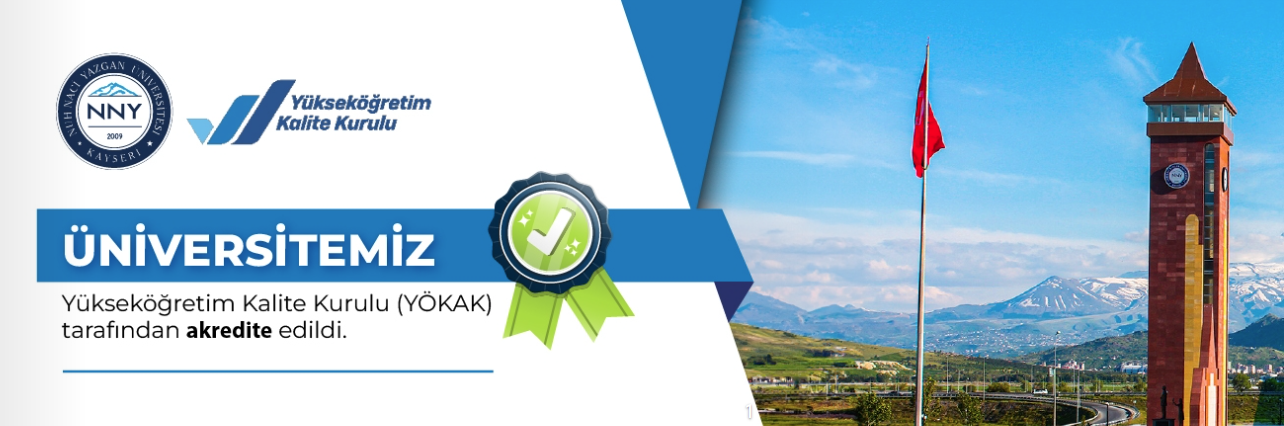 NUH NACİ YAZGAN ÜNİVERSİTESİ
NNY
2009
KAYSERİ
Yükseköğretim
Kalite Kurulu
ÜNİVERSİTEMİZ
Yükseköğretim Kalite Kurulu (YÖKAK)
tarafından akredite edildi.
NNY
1